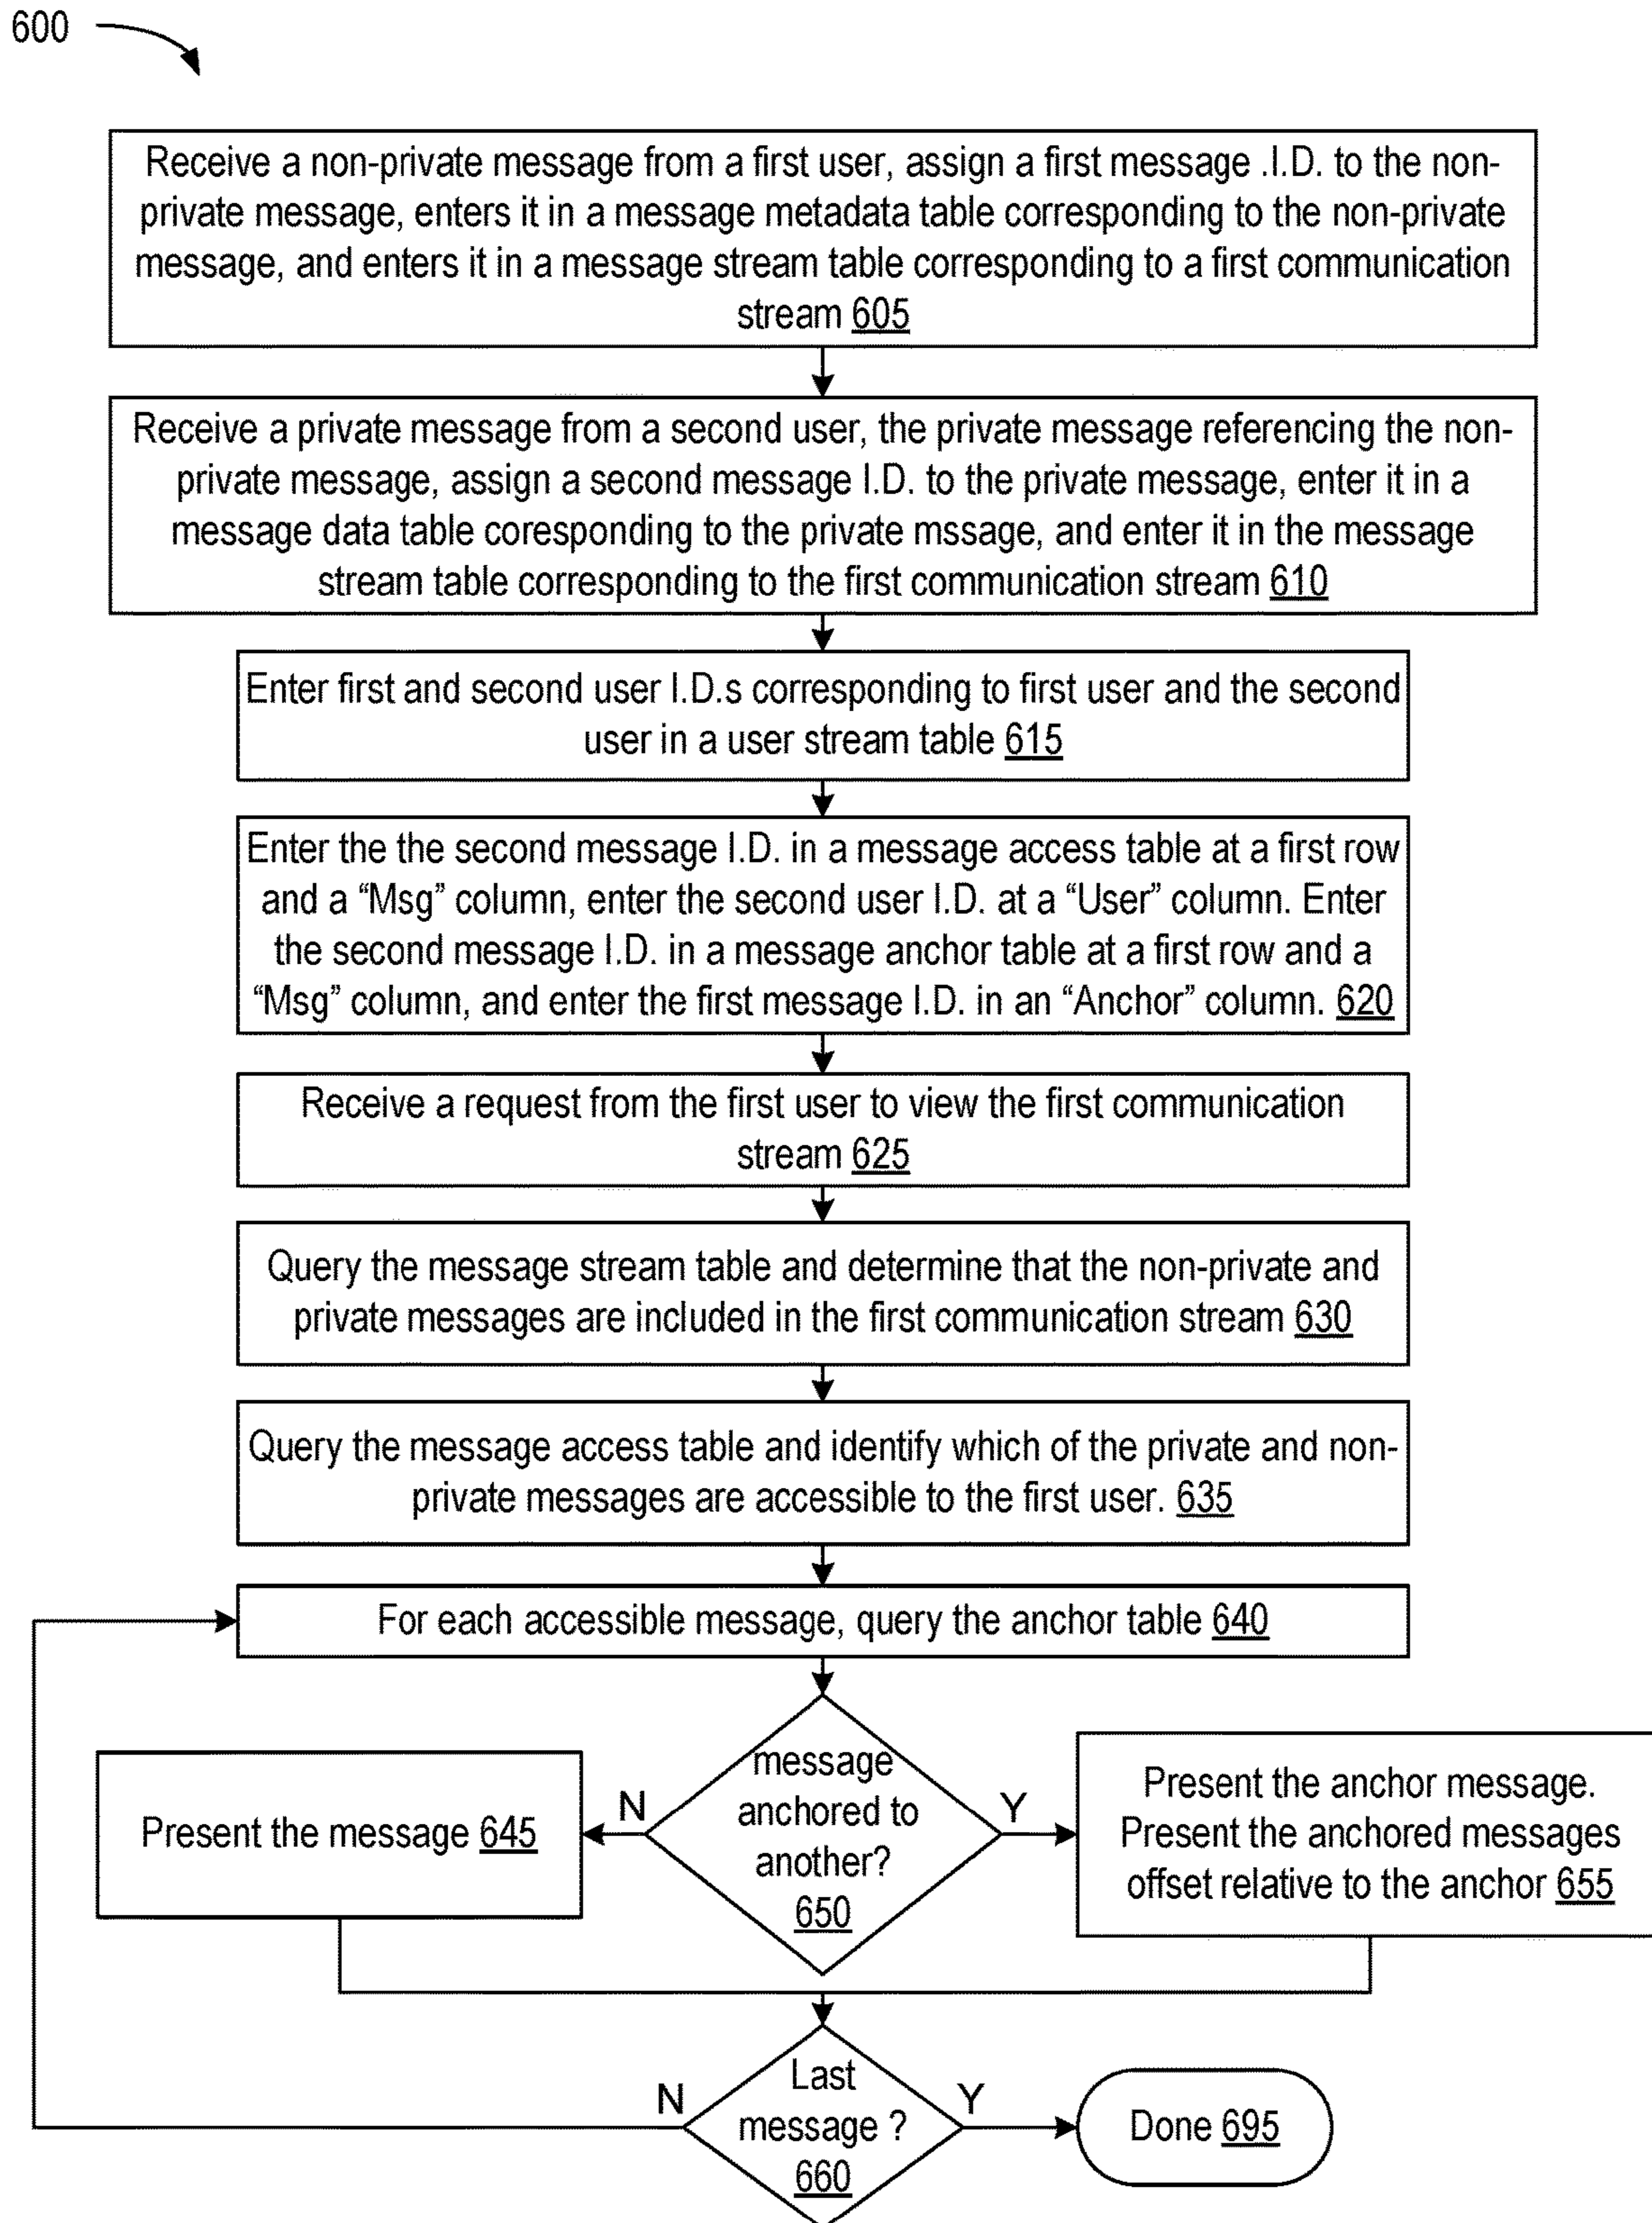 600
Receive a non-private message from a first user, assign a first message .I.D. to the non-
private message, enters it in a message metadata table corresponding to the non-private
message, and enters it in a message stream table corresponding to a first communication
stream 605
Receive a private message from a second user, the private message referencing the non-
private message, assign a second message I.D. to the private message, enter it in a
message data table coresponding to the private mssage, and enter it in the message
stream table corresponding to the first communication stream 610
Enter first and second user I.D.s corresponding to first user and the second
user in a user stream table 615
Enter the the second message I.D. in a message access table at a first row
and a “Msg” column, enter the second user I.D. at a “User” column. Enter
the second message I.D. in a message anchor table at a first row and a
“Msg” column, and enter the first message I.D. in an “Anchor” column. 620
Receive a request from the first user to view the first communication
stream 625
Query the message stream table and determine that the non-private and
private messages are included in the first communication stream 630
Query the message access table and identify which of the private and non-
private messages are accessible to the first user. 635
For each accessible message, query the anchor table 640
message
anchored to
another?
650
N
Y
Present the message 645
Present the anchor message.
Present the anchored messages
offset relative to the anchor 655
Last
message ?
660
N
Y
Done 695